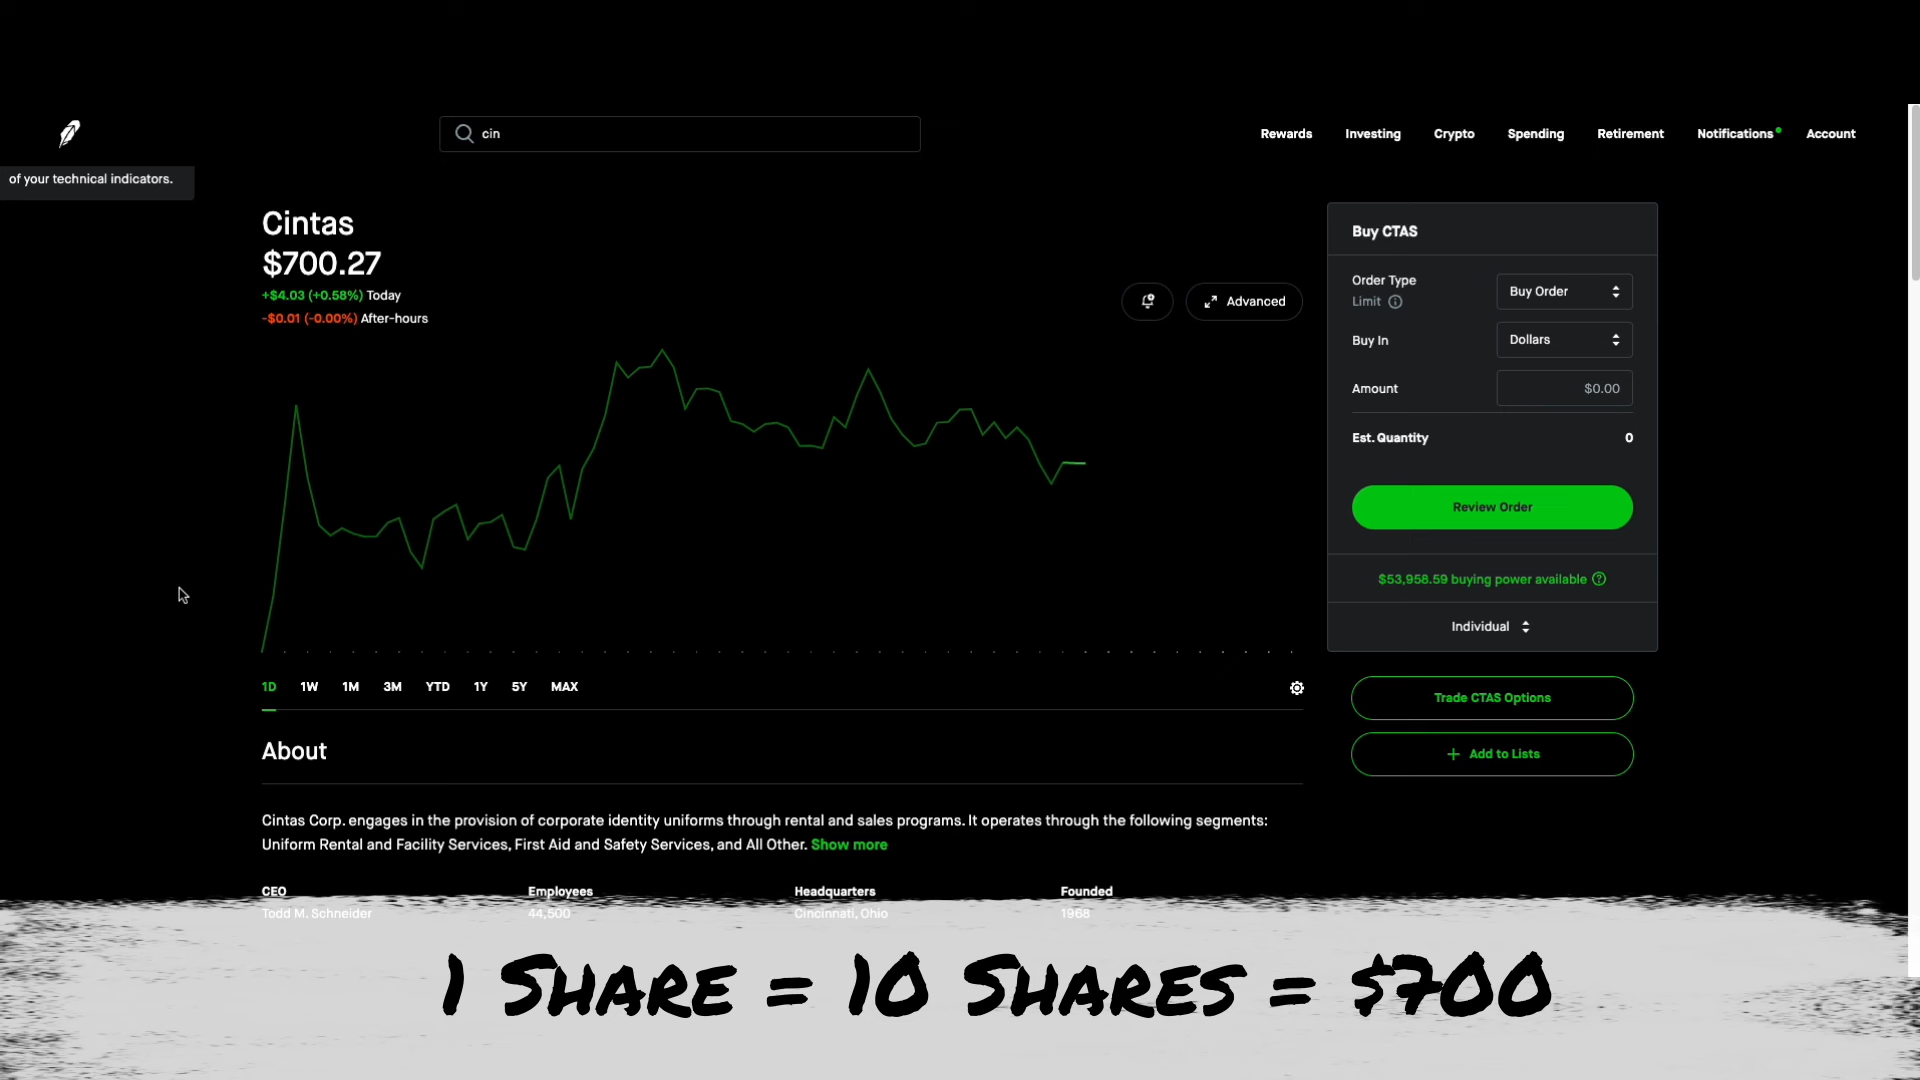 cin
Rewards Investing Crypto Spending Retirement Notifications Account
of your technical indicators.
Cintas
$700.27
+$4.03 (+0.58%) Today
-$0.01 (-0.00%) After-hours
Advanced
1D 1W 1M 3M YTD 1Y 5Y MAX
About
Cintas Corp. engages in the provision of corporate identity uniforms through rental and sales programs. It operates through the following segments:
Uniform Rental and Facility Services, First Aid and Safety Services, and All Other. Show more
CEO Employees Headquarters Founded
Todd M. Schneider 44,500 Cincinnati, Ohio 1968
Buy CTAS
Order Type Buy Order
Limit
Buy In Dollars
Amount $0.00
Est. Quantity 0
Review Order
$53,958.59 buying power available
Individual
Trade CTAS Options
+ Add to Lists
1 Share = 10 Shares = $700